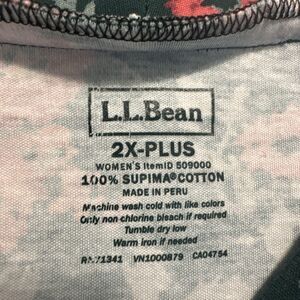 L.L.Bean
2X-PLUS
WOMEN'S ItemID 509000
100% SUPIMA®COTTON
MADE IN PERU
Machine wash cold with like colors
Only non chlorine bleach if required
Tumble dry low
Warm iron if needed
RN71341 VN1000879 CA04754